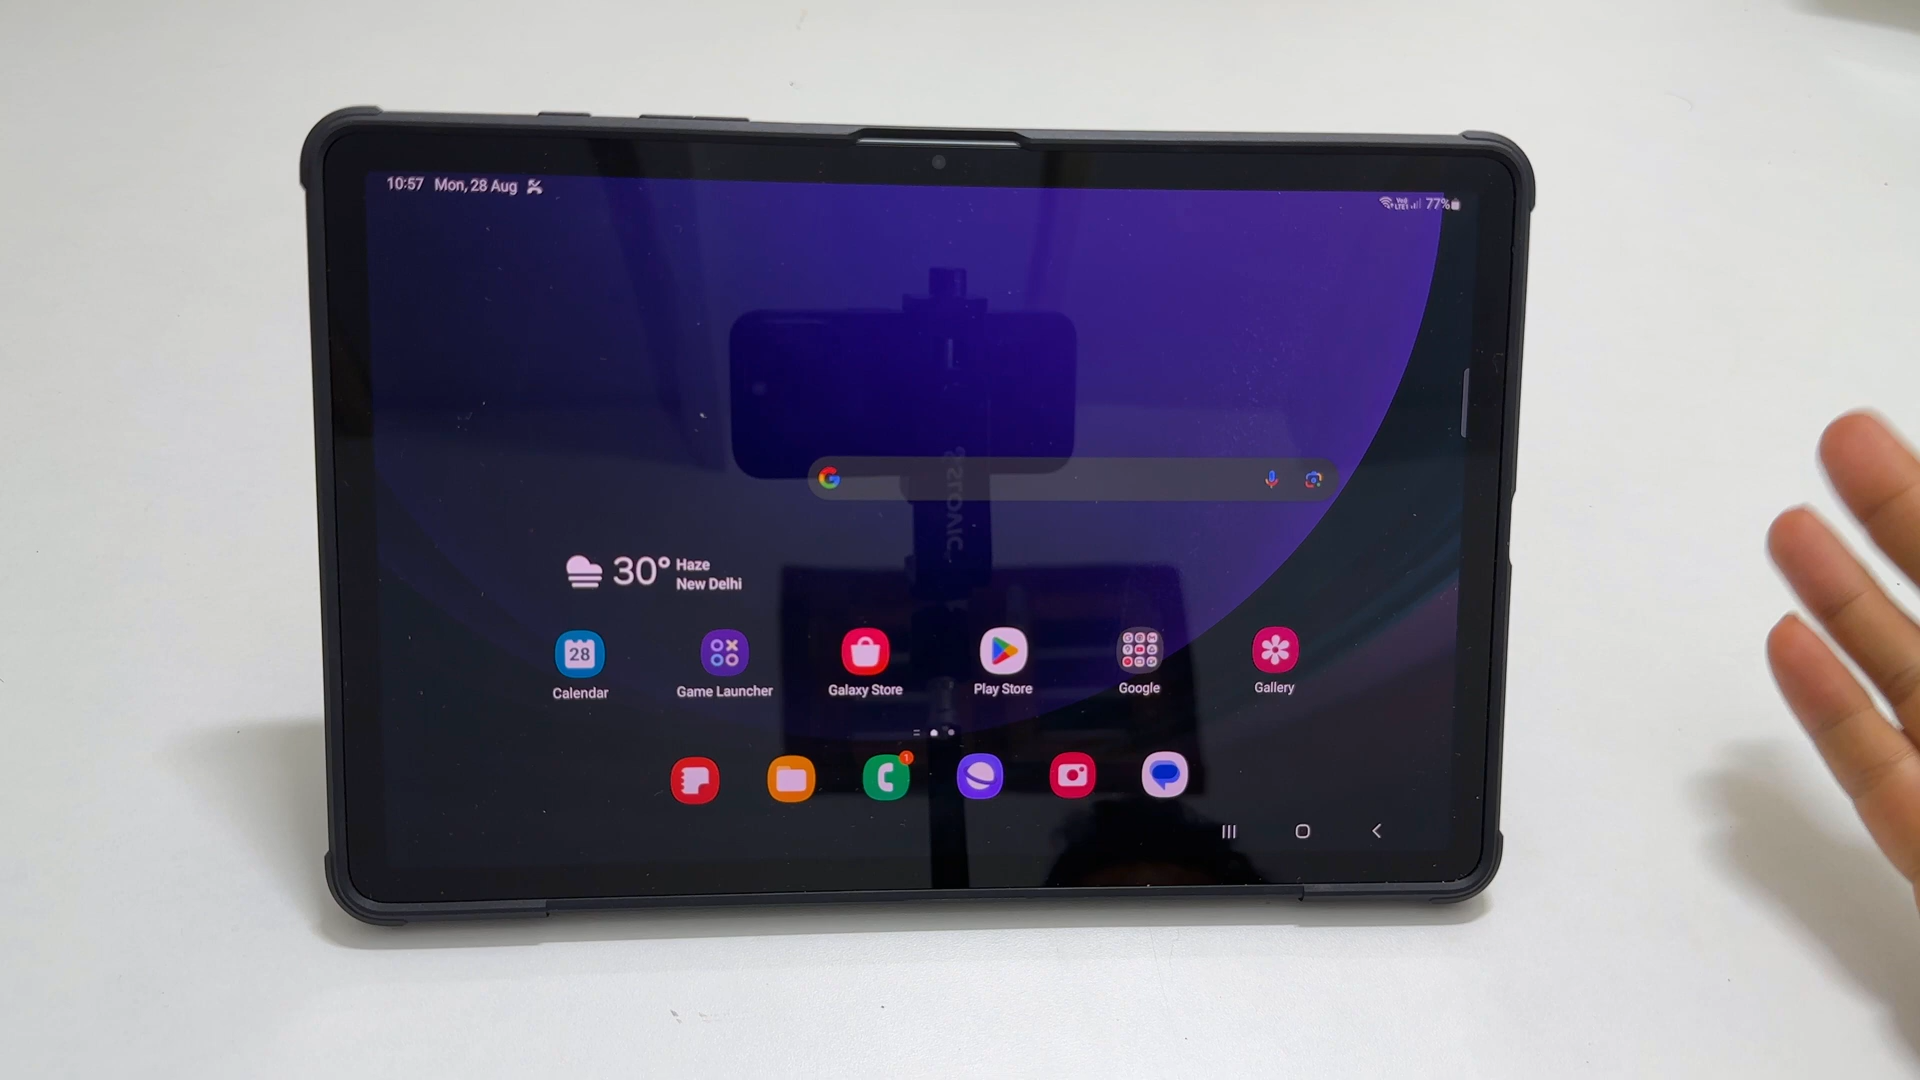 10:57 Mon, 28 Aug
77%
G
30° Haze
New Delhi
28
Calendar
Game Launcher
Galaxy Store
Play Store
Google
Gallery
1